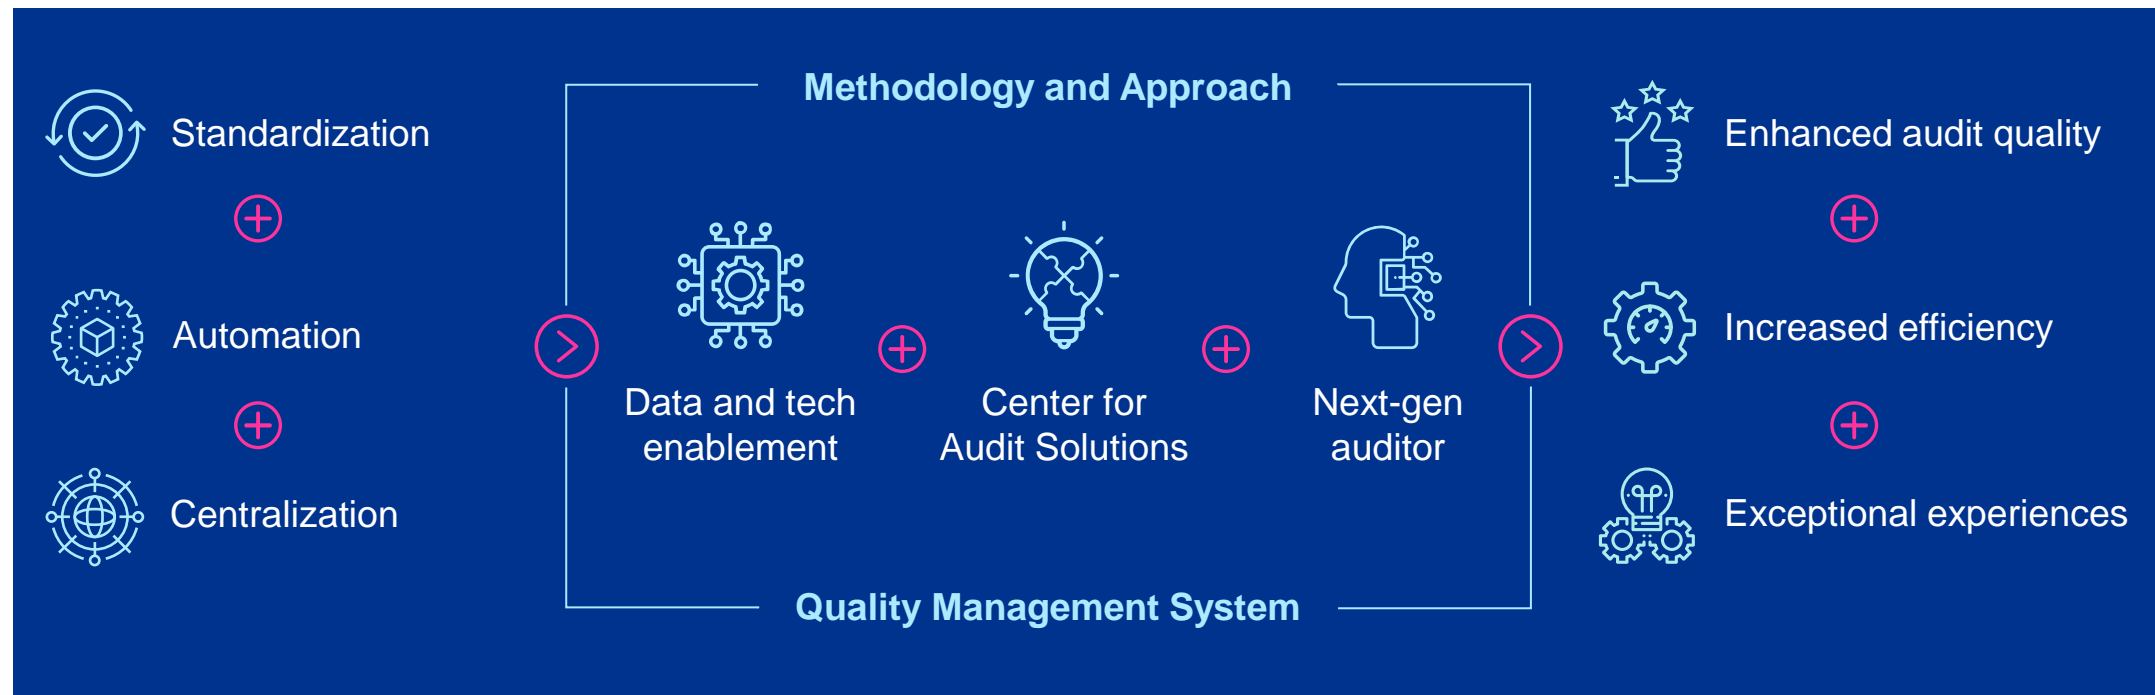 Standardization
Automation
Centralization
Methodology and Approach
Data and tech
enablement
Center for
Audit Solutions
Next-gen
auditor
Quality Management System
Enhanced audit quality
Increased efficiency
Exceptional experiences